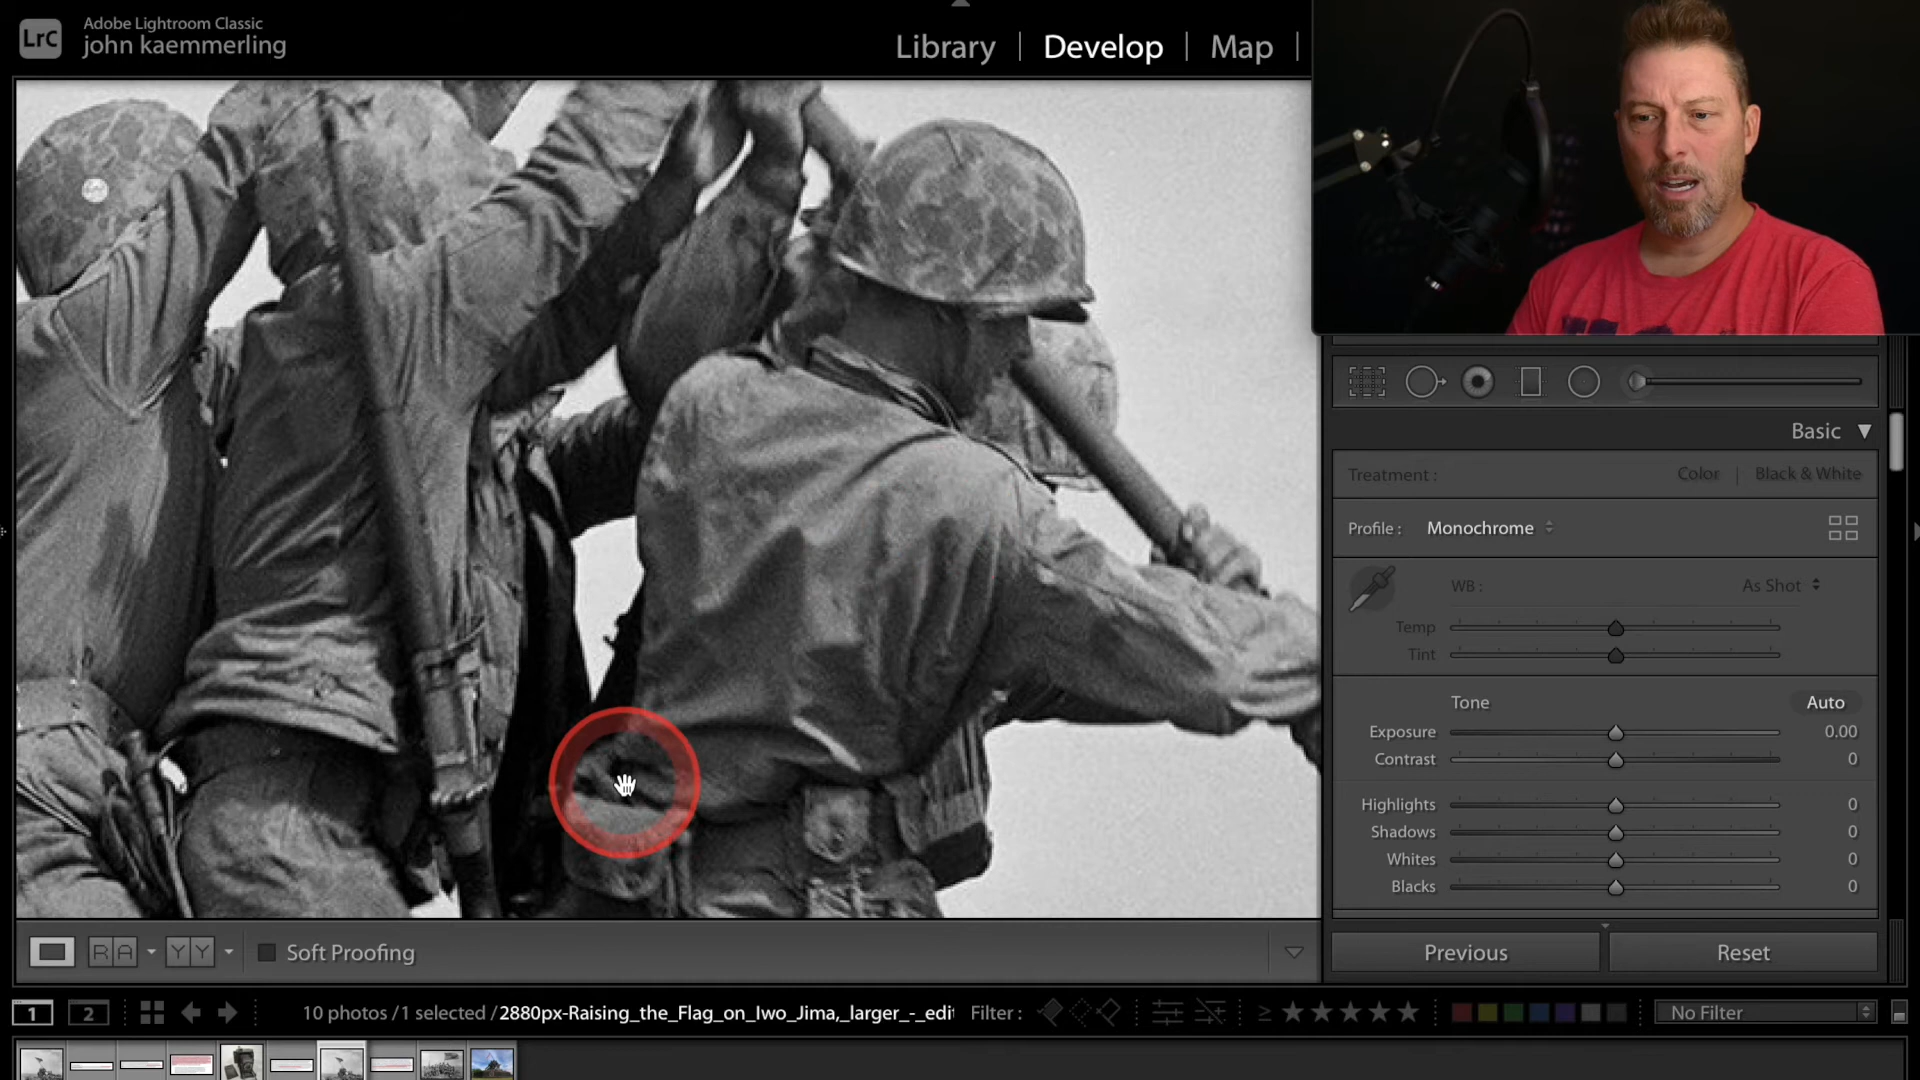 LrC
Adobe Lightroom Classic
john kaemmerling
Library | Develop | Map |
Basic
Treatment : Color | Black & White
Profile : Monochrome
WB : As Shot
Temp
Tint
Tone Auto
Exposure 0.00
Contrast 0
Highlights 0
Shadows 0
Whites 0
Blacks 0
Previous Reset
R A Y Y Soft Proofing
1 2 10 photos /1 selected /2880px-Raising_the_Flag_on_Iwo_Jima,_larger_-_edit Filter : ≥ No Filter